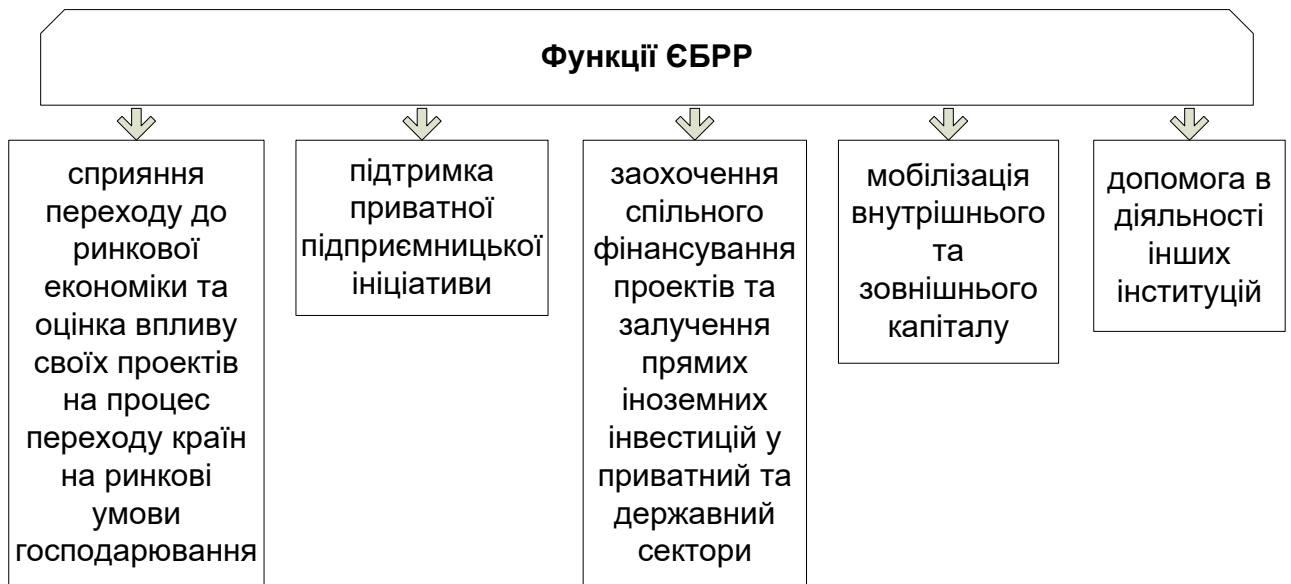 Функції ЄБРР
сприяння
переходу до
ринкової
економіки та
оцінка впливу
своїх проектів
на процес
переходу країн
на ринкові
умови
господарювання
підтримка
приватної
підприємницької
ініціативи
заохочення
спільного
фінансування
проектів та
залучення
прямих
іноземних
інвестицій у
приватний та
державний
сектори
мобілізація
внутрішнього
та
зовнішнього
капіталу
допомога в
діяльності
інших
інституцій